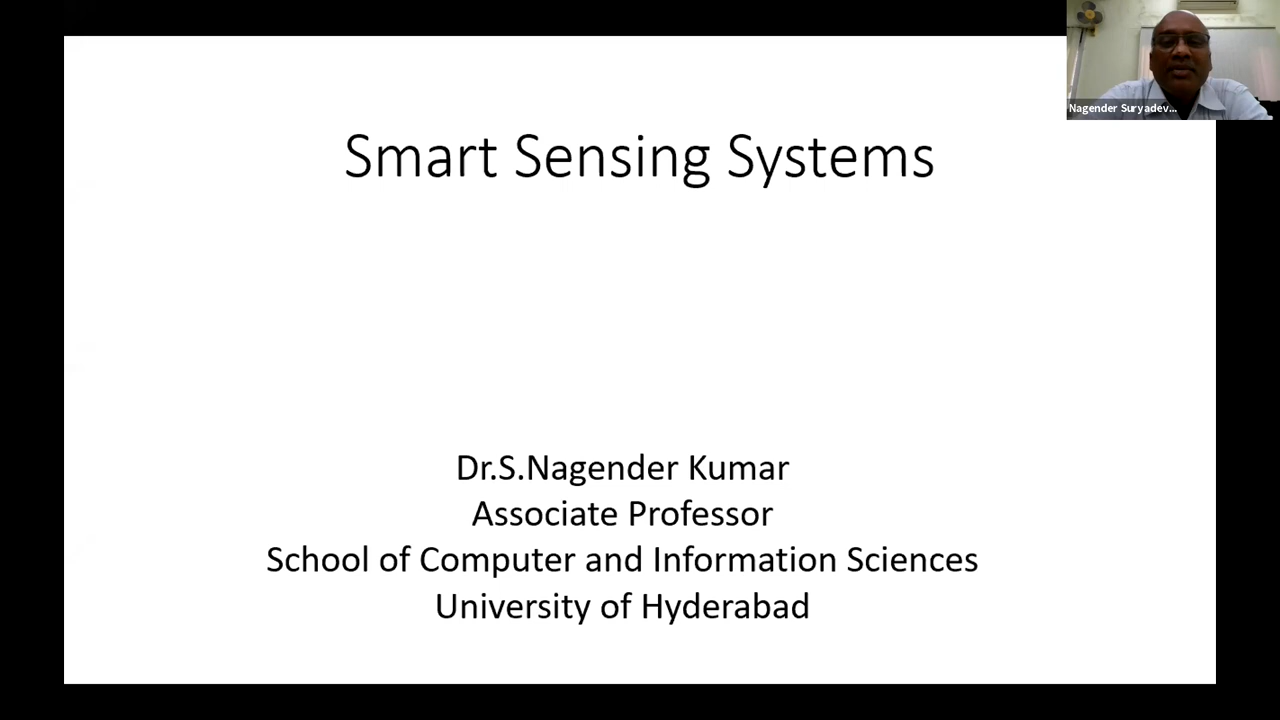 Nagender Suryadev...
Smart Sensing Systems
Dr.S.Nagender Kumar
Associate Professor
School of Computer and Information Sciences
University of Hyderabad